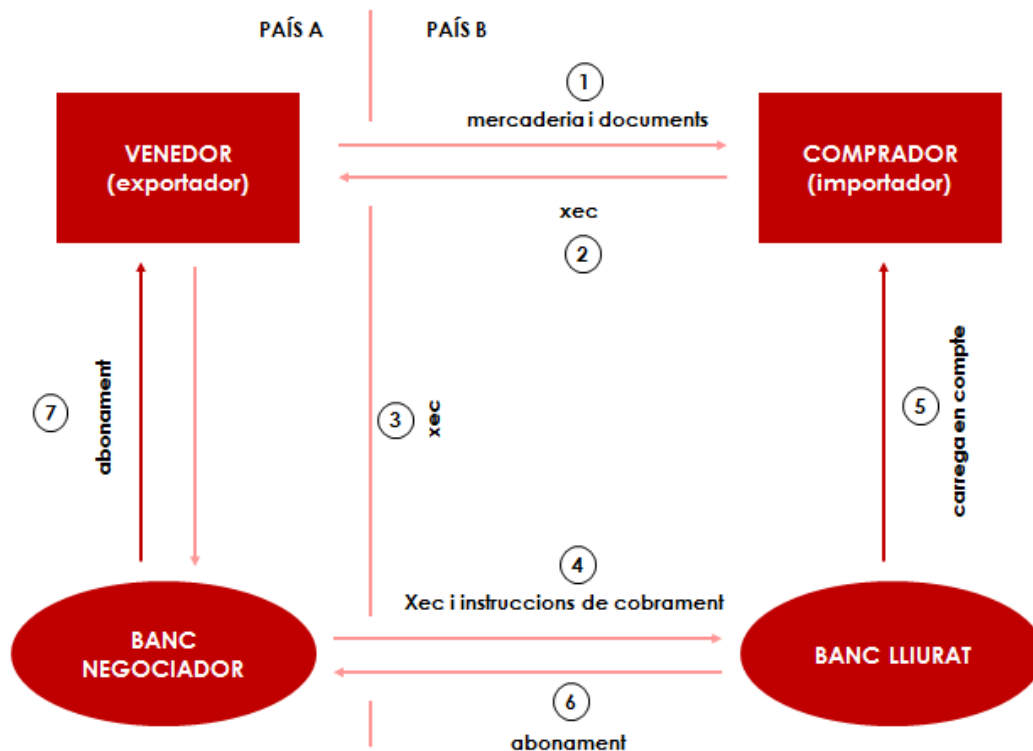 PAÍS A
PAÍS B
1
mercaderia i documents
VENEDOR
(exportador)
COMPRADOR
(importador)
xec
2
7
abonament
3
xec
5
carrega en compte
4
Xec i instruccions de cobrament
BANC
NEGOCIADOR
BANC LLIURAT
6
abonament